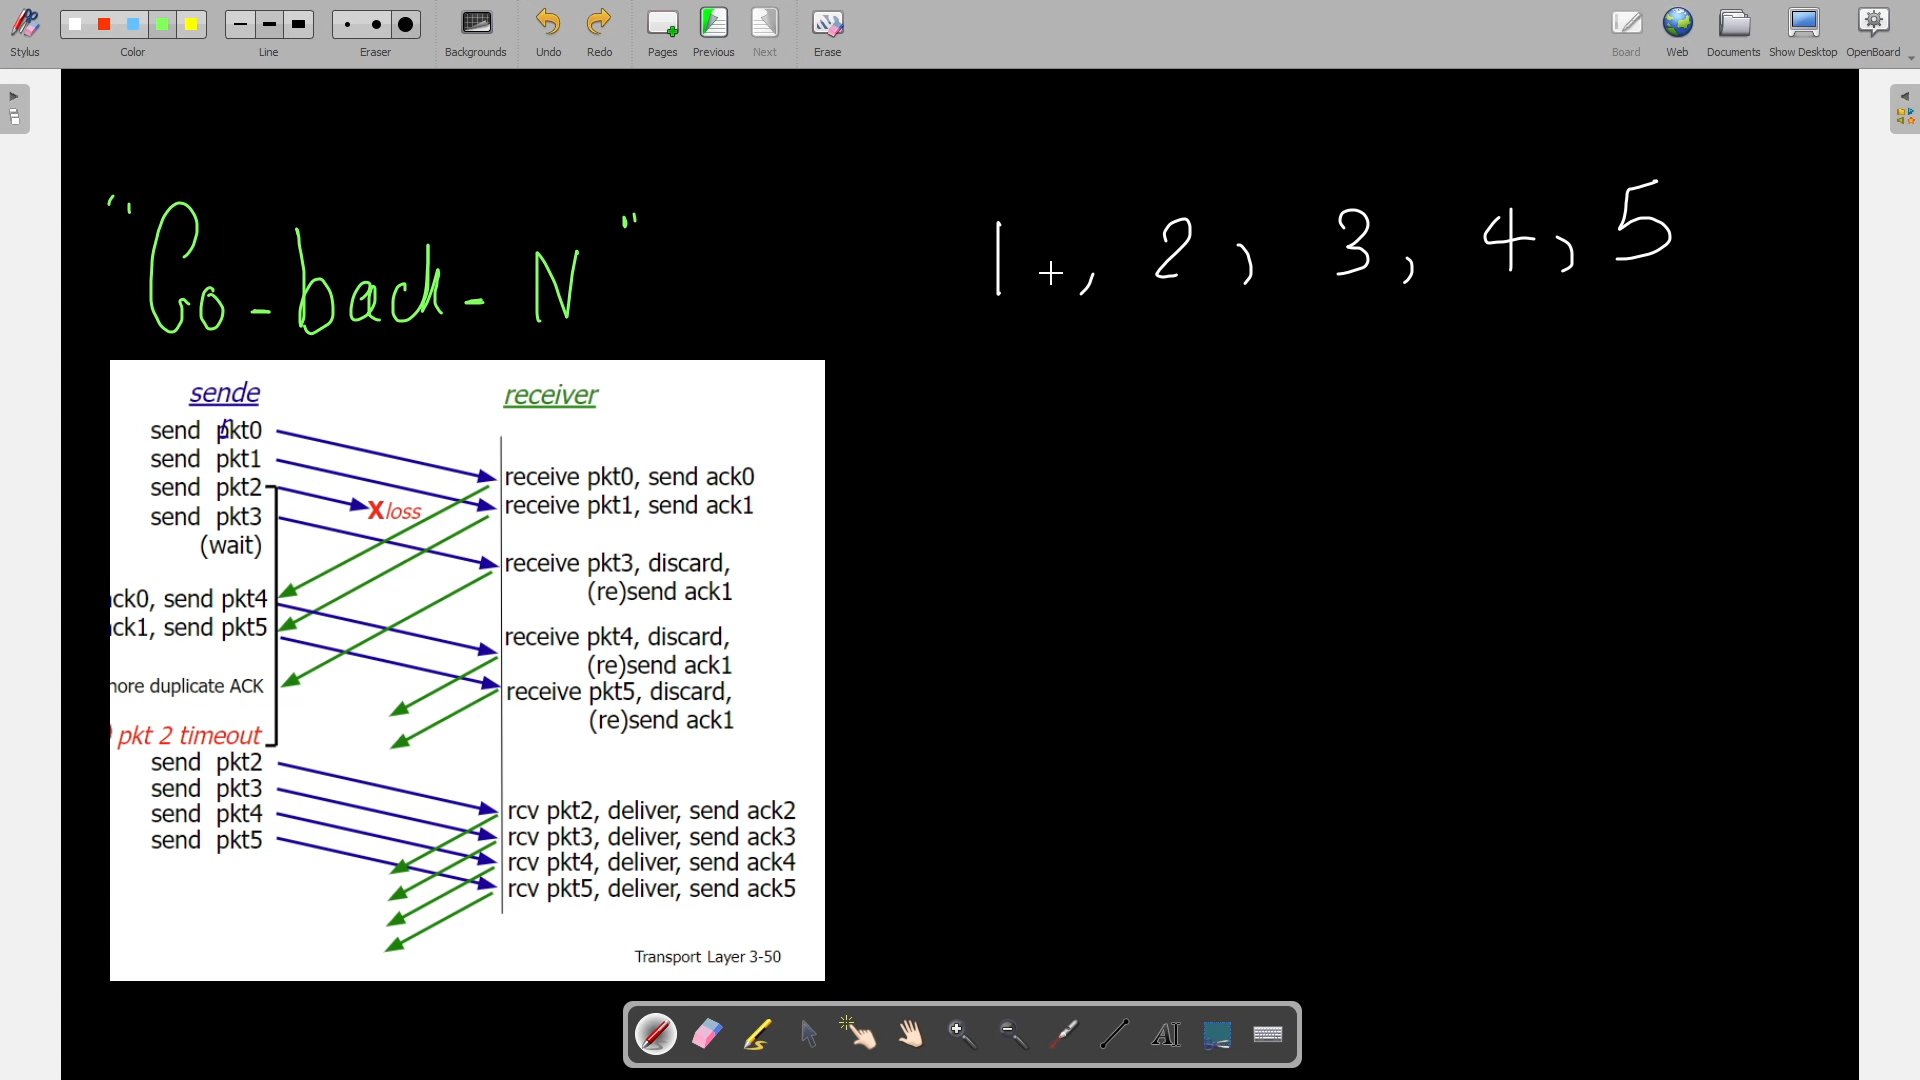 Stylus Color Line Eraser Backgrounds Undo Redo Pages Previous Next Erase Board Web Documents Show Desktop OpenBoard
"Go-back-N"
1, 2, 3, 4, 5
sende
r
receiver
send pkt0
send pkt1
send pkt2
send pkt3
(wait)
Xloss
receive pkt0, send ack0
receive pkt1, send ack1
receive pkt3, discard,
(re)send ack1
ck0, send pkt4
ck1, send pkt5
receive pkt4, discard,
(re)send ack1
receive pkt5, discard,
(re)send ack1
nore duplicate ACK
pkt 2 timeout
send pkt2
send pkt3
send pkt4
send pkt5
rcv pkt2, deliver, send ack2
rcv pkt3, deliver, send ack3
rcv pkt4, deliver, send ack4
rcv pkt5, deliver, send ack5
Transport Layer 3-50
AI